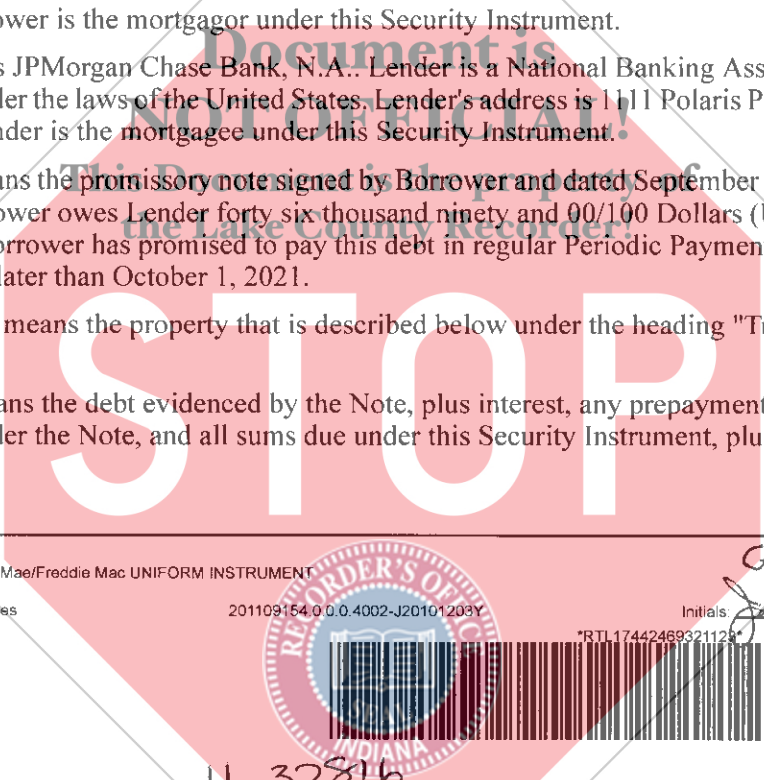 ower is the mortgagor under this Security Instrument.
Document is
s JPMorgan Chase Bank, N.A.. Lender is a National Banking Ass
der the laws of the United States. Lender's address is 1111 Polaris P
NOT OFFICIAL!
nder is the mortgagee under this Security Instrument.
This Document is the property of
ans the promissory note signed by Borrower and dated September
ower owes Lender forty six thousand ninety and 00/100 Dollars (U
the Lake County Recorder!
orrower has promised to pay this debt in regular Periodic Payment
later than October 1, 2021.
STOP
means the property that is described below under the heading "Tr
ans the debt evidenced by the Note, plus interest, any prepayment
der the Note, and all sums due under this Security Instrument, plu
Mae/Freddie Mac UNIFORM INSTRUMENT
es
201109154.0.0.0.4002-J20101203Y
Initials:
*RTL17442469321129*
RECORDER'S OFFICE
SEAL
INDIANA
32816